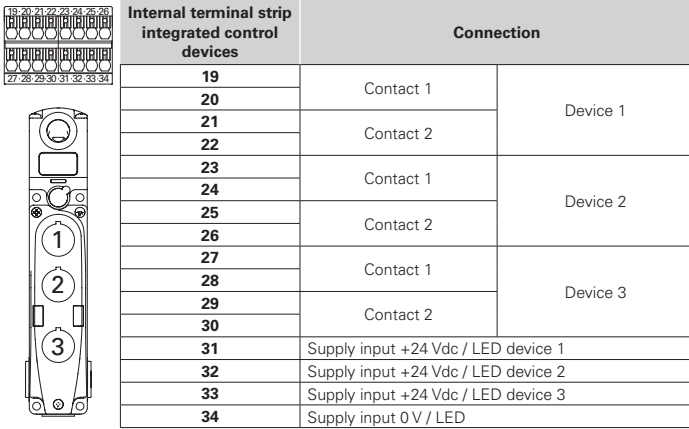 19·20·21·22·23·24·25·26
27·28·29·30·31·32·33·34
1
2
3
Internal terminal strip
integrated control
devices
Connection
19
20
Contact 1
21
22
Contact 2
Device 1
23
24
Contact 1
25
26
Contact 2
Device 2
27
28
Contact 1
29
30
Contact 2
Device 3
31 Supply input +24 Vdc / LED device 1
32 Supply input +24 Vdc / LED device 2
33 Supply input +24 Vdc / LED device 3
34 Supply input 0 V / LED